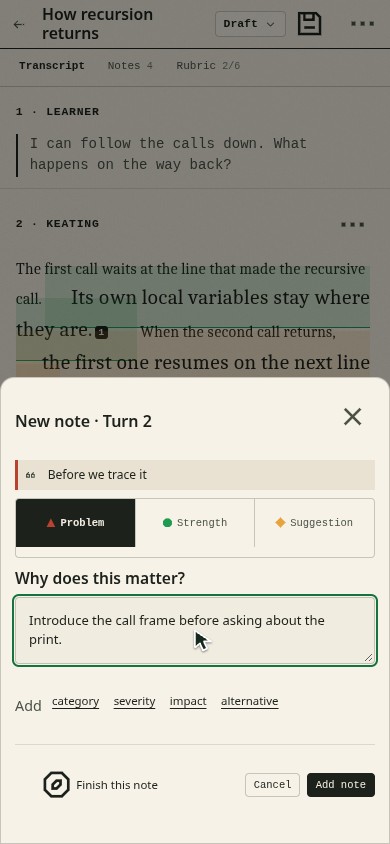 ← How recursion
returns
Draft
Transcript Notes 4 Rubric 2/6
1 · LEARNER
I can follow the calls down. What
happens on the way back?
2 · KEATING
The first call waits at the line that made the recursive
call. Its own local variables stay where
they are. 1 When the second call returns,
the first one resumes on the next line
New note · Turn 2
Before we trace it
Problem Strength Suggestion
Why does this matter?
Introduce the call frame before asking about the
print.
Add category severity impact alternative
Finish this note Cancel Add note